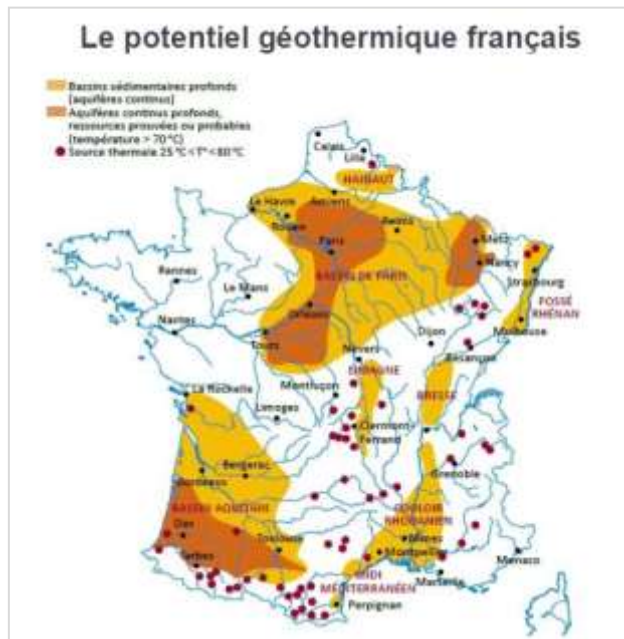 Le potentiel géothermique français
Bassins sédimentaires profonds
(aquifères continus)
Aquifères continus profonds,
ressources prouvées ou probables
(température > 70 °C)
Source thermale 25 °C < T° < 80 °C
Calais
Lille
HAINAUT
Le Havre
Amiens
Rouen
Reims
Paris
Metz
Nancy
BASSIN DE PARIS
Strasbourg
Rennes
Le Mans
FOSSÉ
RHÉNAN
Orléans
Nantes
Tours
Dijon
Mulhouse
Besançon
Nevers
LIMAGNE
La Rochelle
Montluçon
BRESSE
Limoges
Clermont-
Ferrand
Bergerac
Grenoble
Bordeaux
BASSIN AQUITAIN
COULOIR
RHODANIEN
Dax
Toulouse
Nîmes
Montpellier
Tarbes
Monaco
MIDI
MÉDITERRANÉEN
Marseille
Perpignan